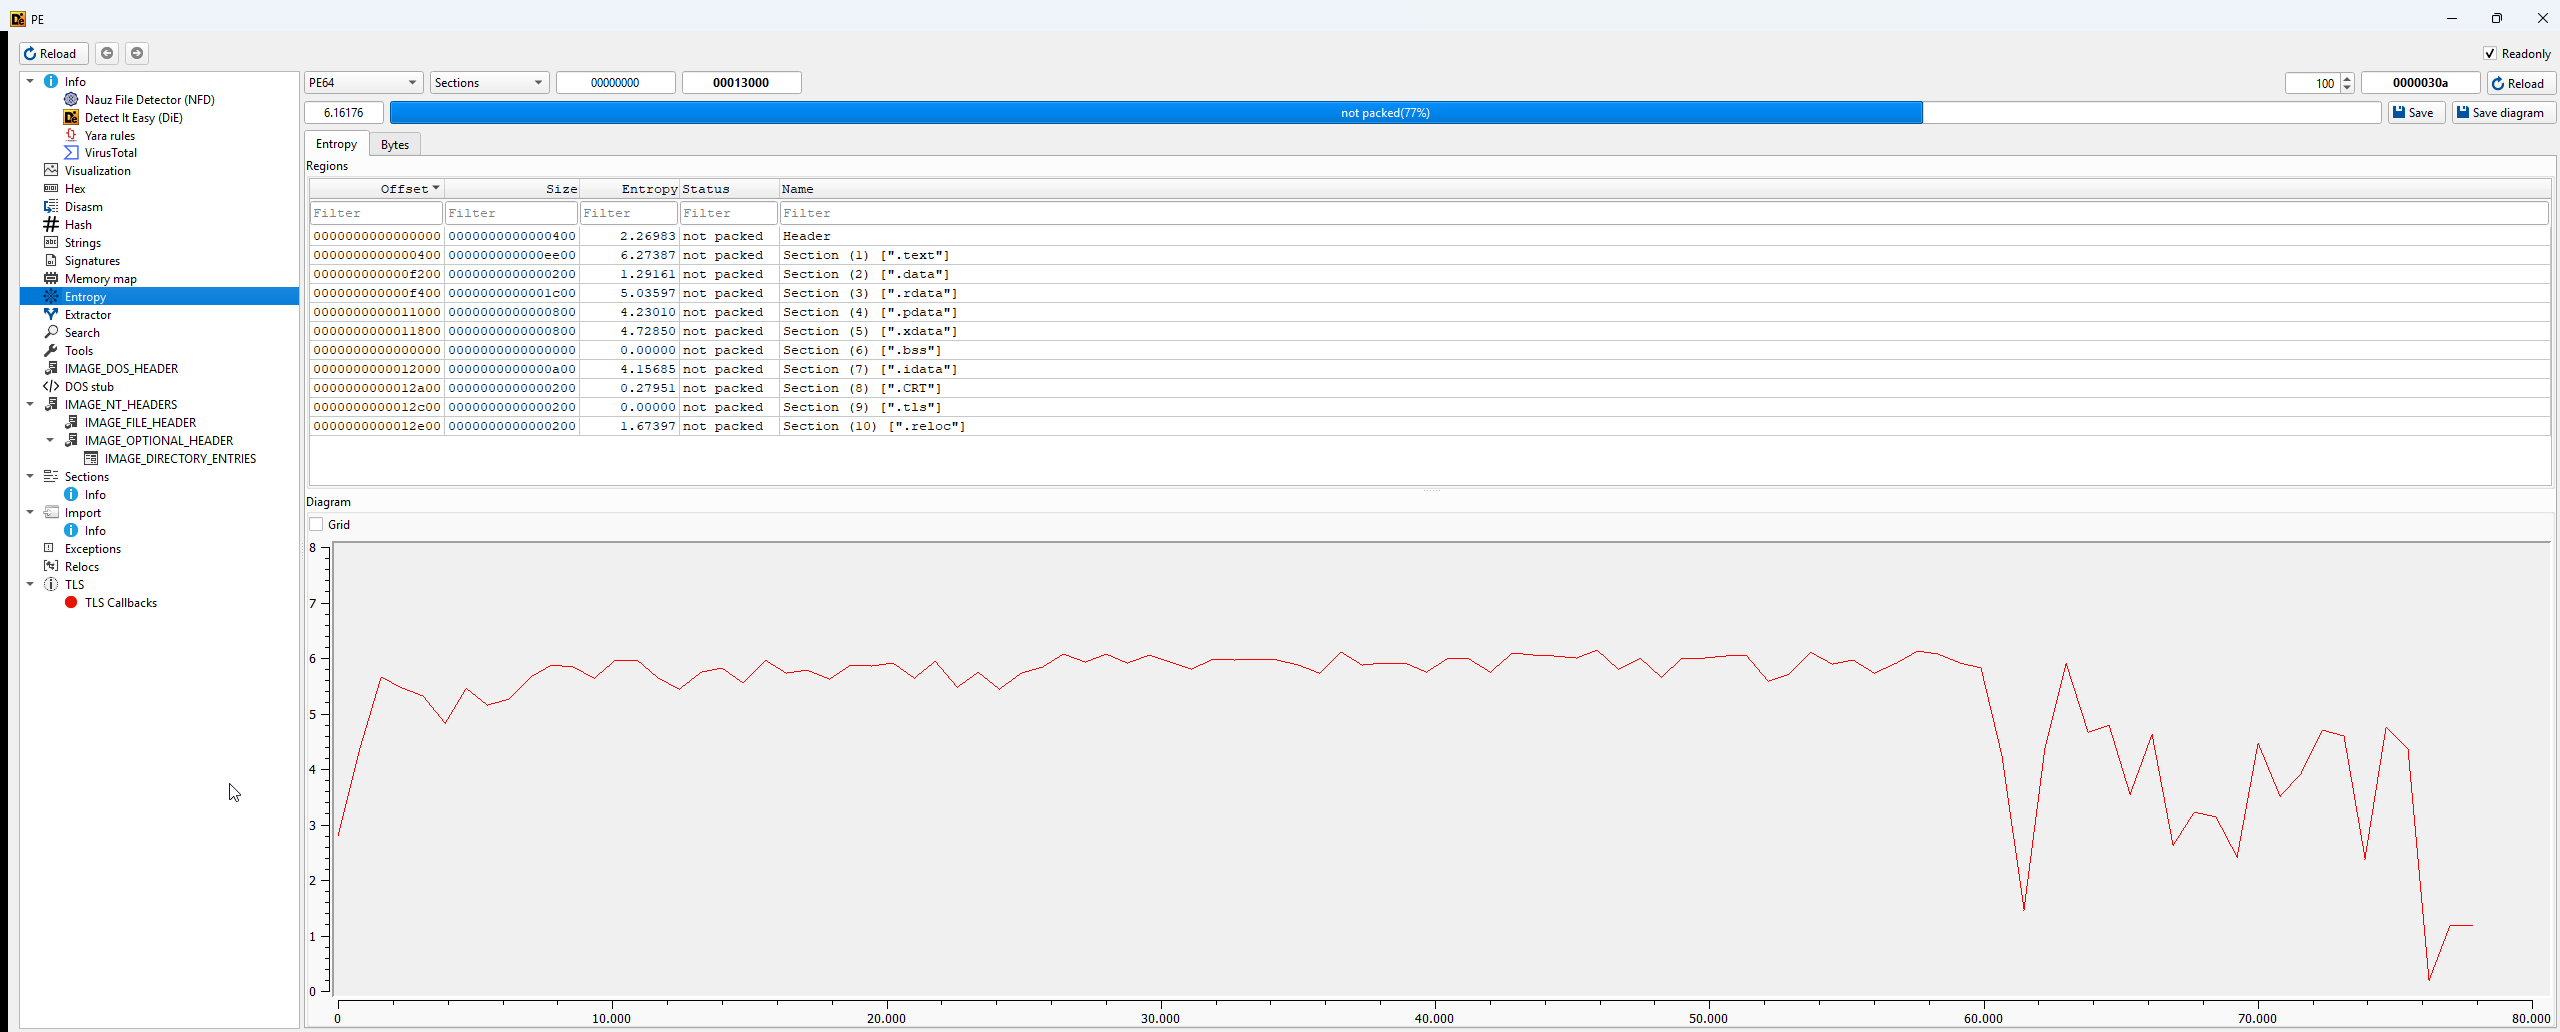 PE
Reload
Readonly
Info
Nauz File Detector (NFD)
Detect It Easy (DiE)
Yara rules
VirusTotal
Visualization
Hex
Disasm
Hash
Strings
Signatures
Memory map
Entropy
Extractor
Search
Tools
IMAGE_DOS_HEADER
DOS stub
IMAGE_NT_HEADERS
IMAGE_FILE_HEADER
IMAGE_OPTIONAL_HEADER
IMAGE_DIRECTORY_ENTRIES
Sections
Info
Import
Info
Exceptions
Relocs
TLS
TLS Callbacks
PE64 Sections 00000000 00013000 100 0000030a Reload
6.16176 not packed(77%) Save Save diagram
Entropy Bytes
Regions
Offset Size Entropy Status Name
Filter Filter Filter Filter Filter
0000000000000000 0000000000000400 2.26983 not packed Header
0000000000000400 000000000000ee00 6.27387 not packed Section (1) [".text"]
000000000000f200 0000000000000200 1.29161 not packed Section (2) [".data"]
000000000000f400 0000000000001c00 5.03597 not packed Section (3) [".rdata"]
0000000000011000 0000000000000800 4.23010 not packed Section (4) [".pdata"]
0000000000011800 0000000000000800 4.72850 not packed Section (5) [".xdata"]
0000000000000000 0000000000000000 0.00000 not packed Section (6) [".bss"]
0000000000012000 0000000000000a00 4.15685 not packed Section (7) [".idata"]
0000000000012a00 0000000000000200 0.27951 not packed Section (8) [".CRT"]
0000000000012c00 0000000000000200 0.00000 not packed Section (9) [".tls"]
0000000000012e00 0000000000000200 1.67397 not packed Section (10) [".reloc"]
Diagram
Grid
8
7
6
5
4
3
2
1
0
0 10.000 20.000 30.000 40.000 50.000 60.000 70.000 80.000